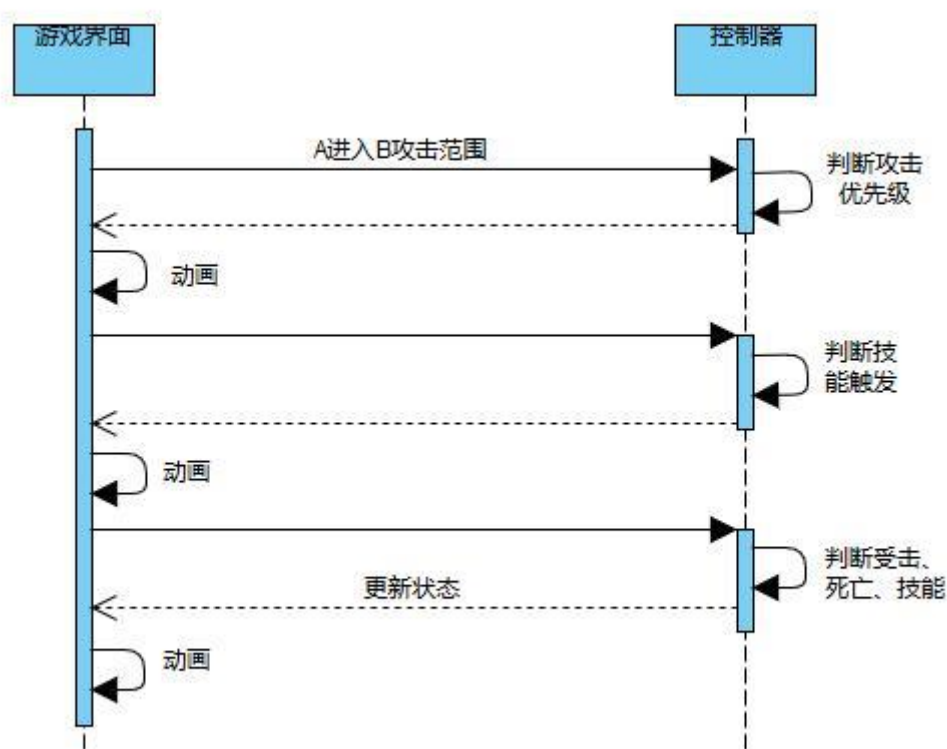 游戏界面
控制器
A进入B攻击范围
判断攻击
优先级
动画
判断技
能触发
动画
判断受击、
死亡、技能
更新状态
动画